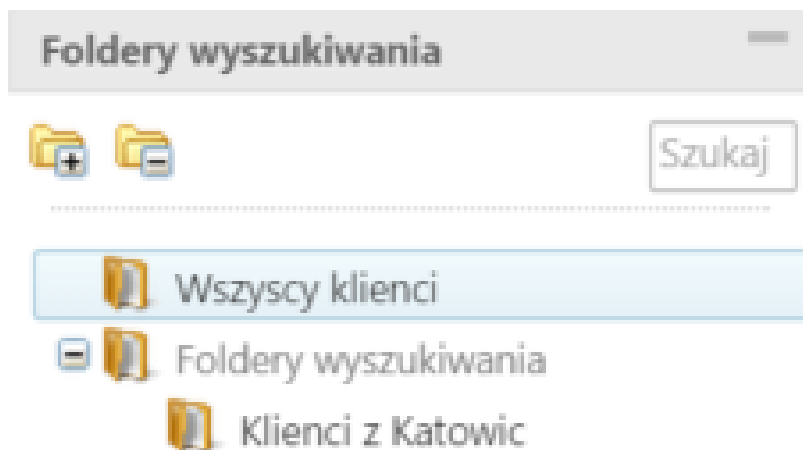 Foldery wyszukiwania
Szukaj
Wszyscy klienci
Foldery wyszukiwania
Klienci z Katowic